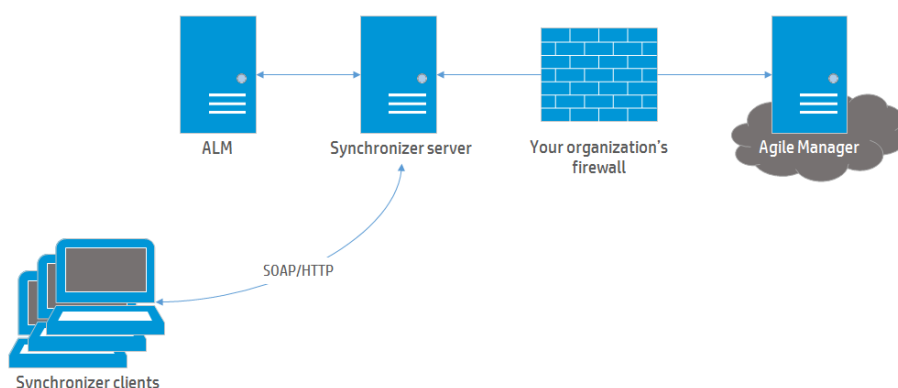 ALM
Synchronizer server
Your organization's
firewall
Agile Manager
SOAP/HTTP
Synchronizer clients